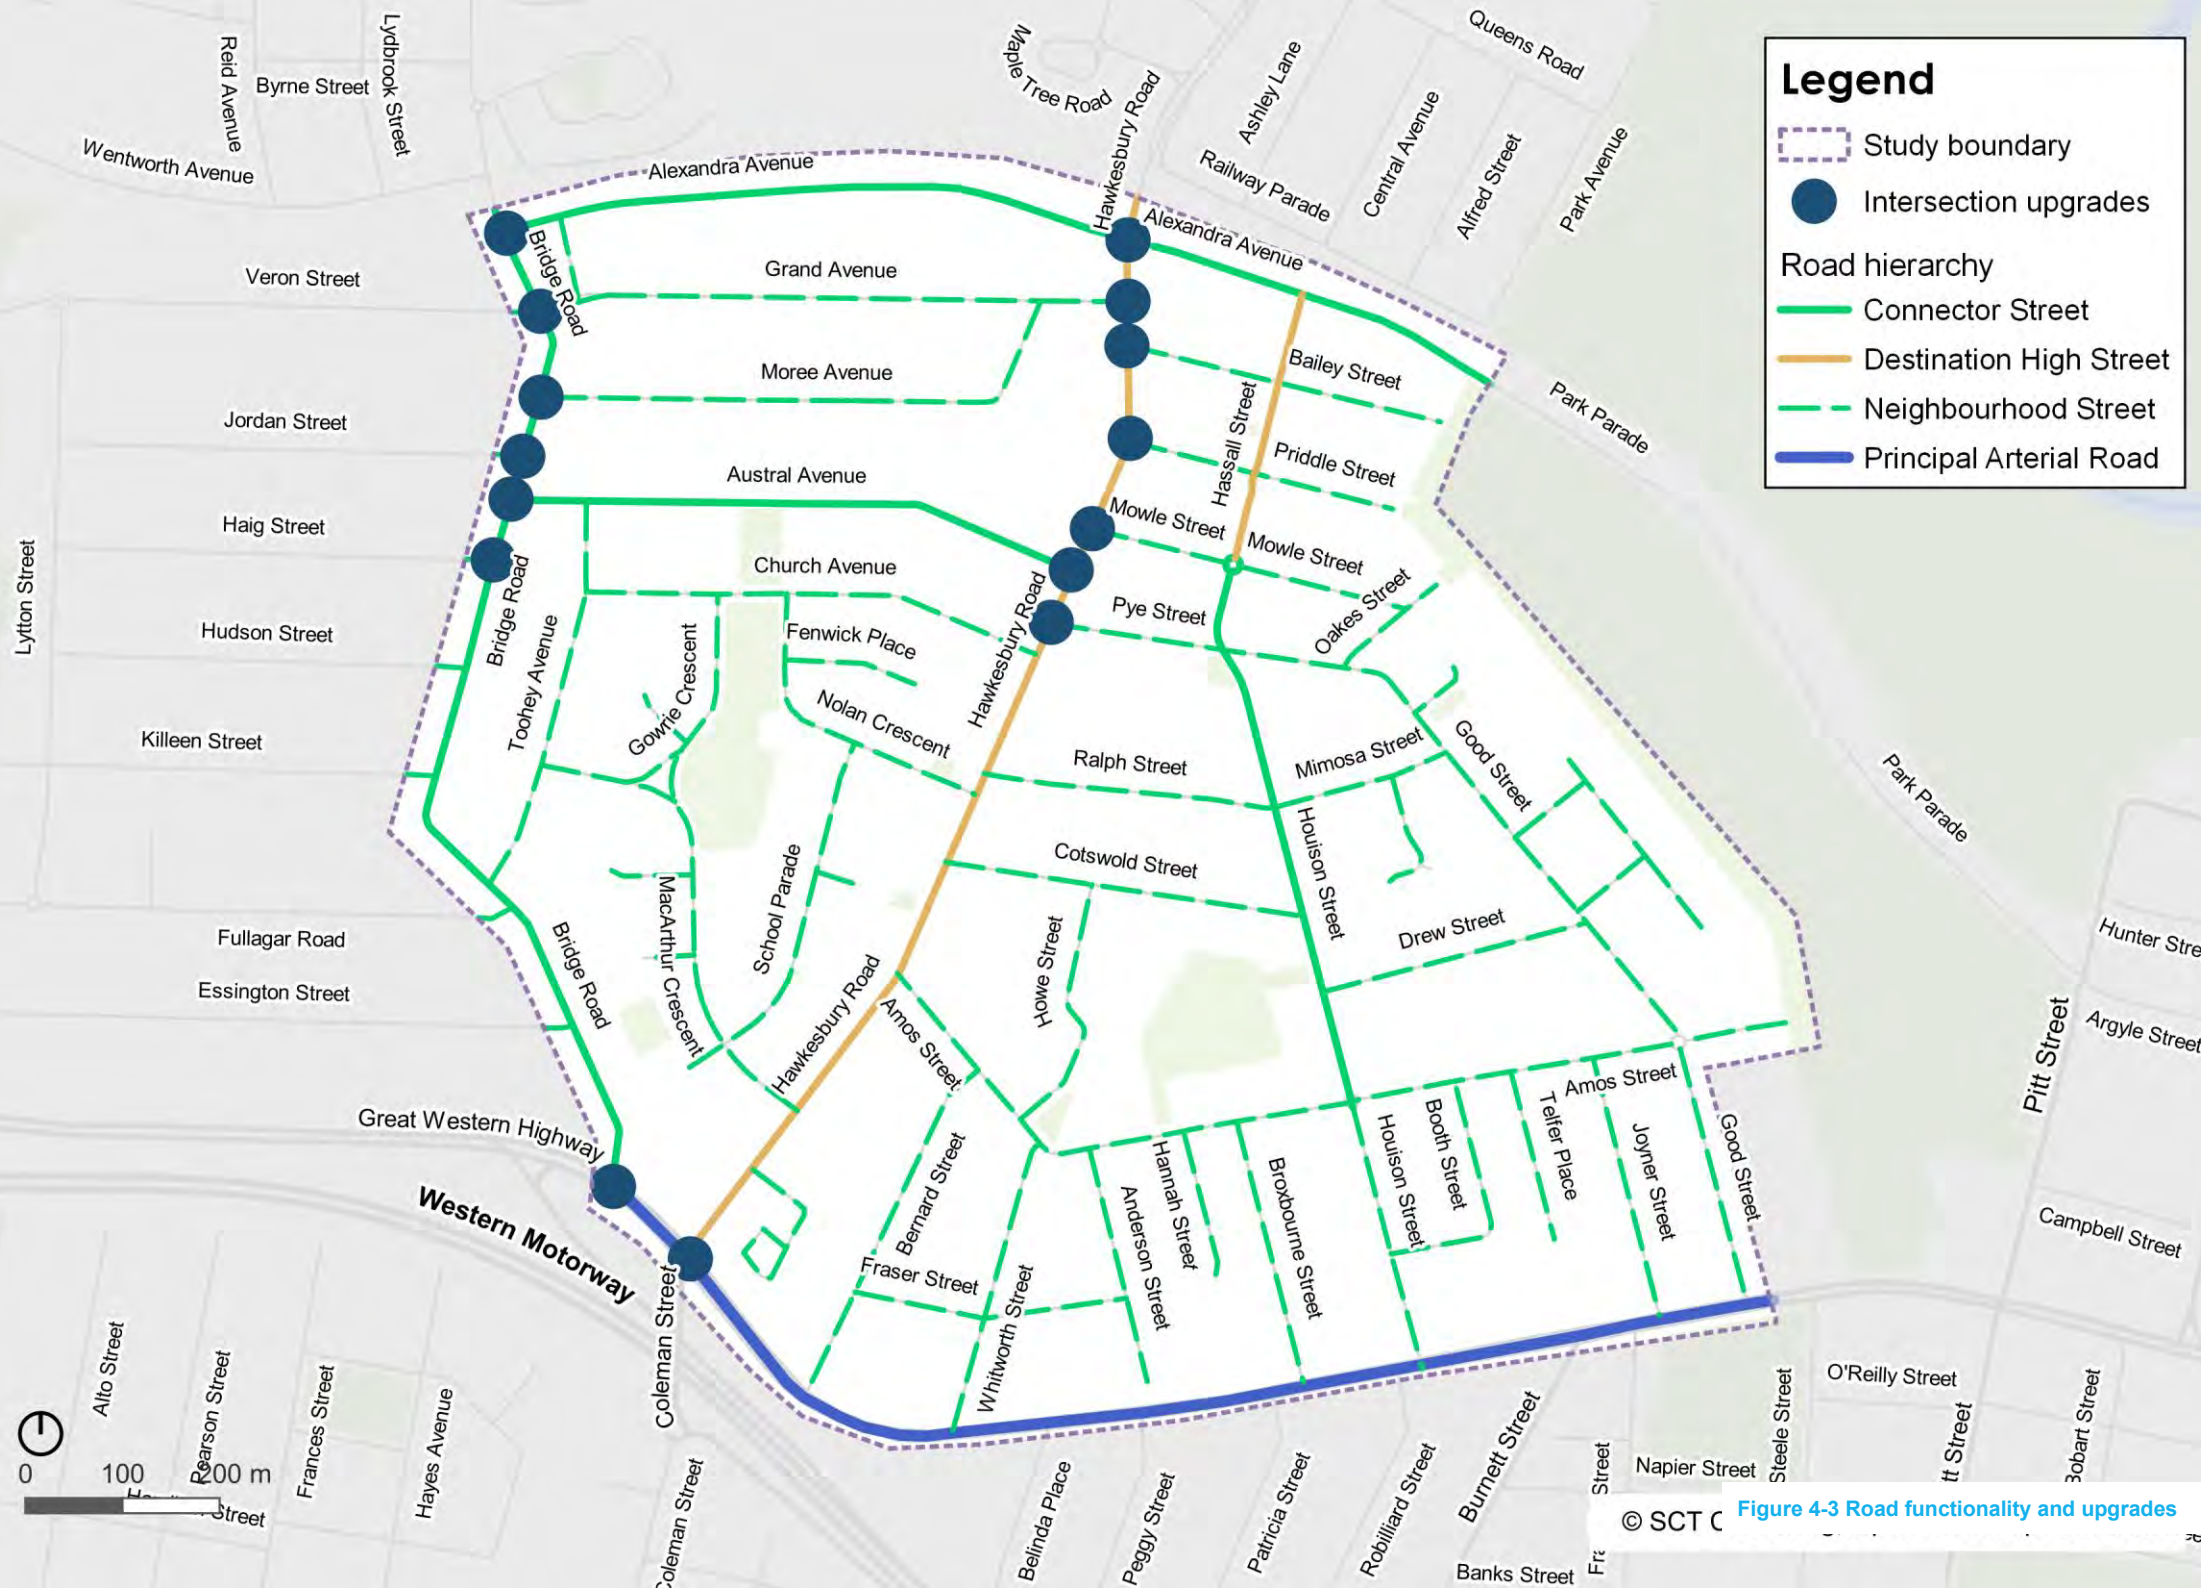 Legend
Study boundary
Intersection upgrades
Road hierarchy
Connector Street
Destination High Street
Neighbourhood Street
Principal Arterial Road
Reid Avenue
Byrne Street
Lydbrook Street
Wentworth Avenue
Maple Tree Road
Hawkesbury Road
Ashley Lane
Queens Road
Central Avenue
Alfred Street
Park Avenue
Railway Parade
Alexandra Avenue
Alexandra Avenue
Veron Street
Bridge Road
Grand Avenue
Moree Avenue
Bailey Street
Hassall Street
Priddle Street
Park Parade
Jordan Street
Austral Avenue
Haig Street
Mowle Street
Mowle Street
Lytton Street
Bridge Road
Church Avenue
Hawkesbury Road
Pye Street
Oakes Street
Hudson Street
Toohey Avenue
Gowrie Crescent
Fenwick Place
Nolan Crescent
Killeen Street
Ralph Street
Mimosa Street
Good Street
Park Parade
Houison Street
Cotswold Street
MacArthur Crescent
School Parade
Howe Street
Drew Street
Fullagar Road
Bridge Road
Essington Street
Hawkesbury Road
Amos Street
Hunter Stre
Argyle Street
Pitt Street
Amos Street
Great Western Highway
Western Motorway
Bernard Street
Hannah Street
Anderson Street
Broxbourne Street
Houison Street
Booth Street
Telfer Place
Joyner Street
Good Street
Campbell Street
Fraser Street
Whitworth Street
Coleman Street
Alto Street
Pearson Street
Frances Street
Hayes Avenue
Street
Coleman Street
Belinda Place
Peggy Street
Patricia Street
Robilliard Street
Burnett Street
Street
Napier Street
Steele Street
O'Reilly Street
tt Street
Bobart Street
Banks Street
Fra
0 100 200 m
© SCT C
Figure 4-3 Road functionality and upgrades